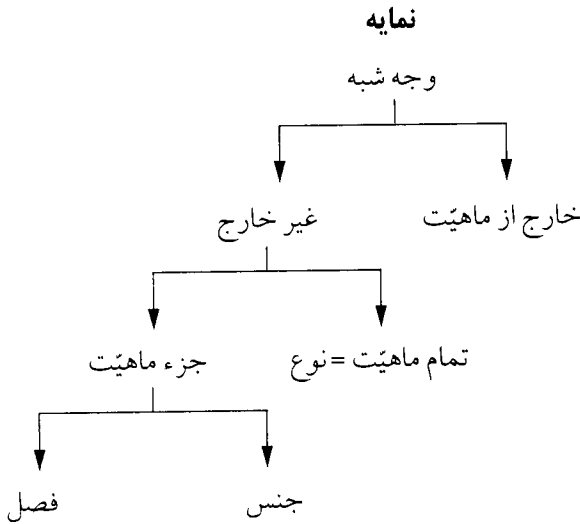 نمایه
وجه شبه
خارج از ماهیّت غیر خارج
تمام ماهیّت = نوع جزء ماهیّت
جنس فصل